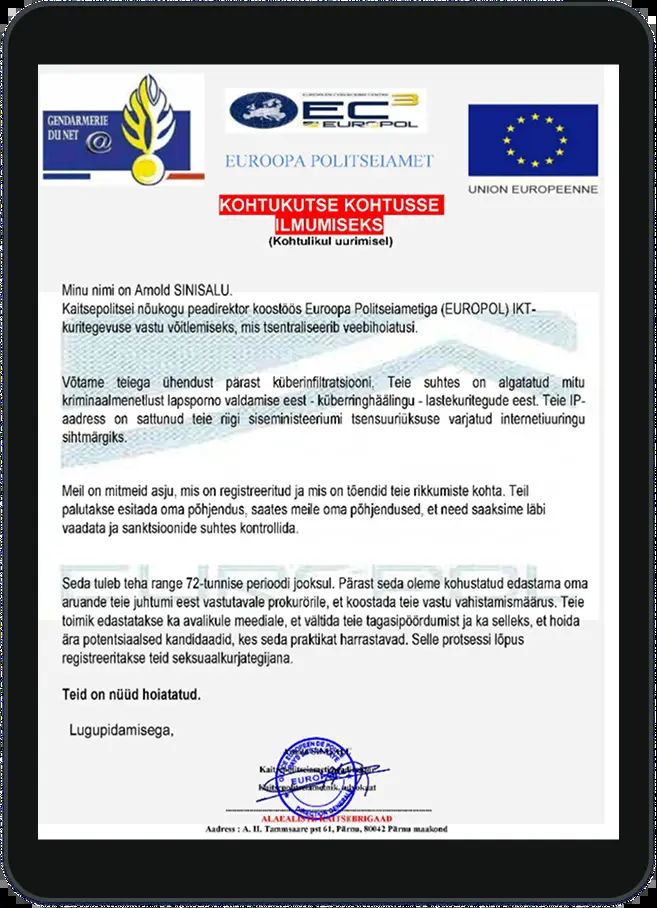 GENDARMERIE
DU NET @
EUROPEAN CYBERCRIME CENTRE
EC3
EUROPOL
EUROOPA POLITSEIAMET
UNION EUROPEENNE
KOHTUKUTSE KOHTUSSE
ILMUMISEKS
(Kohtulikul uurimisel)
Minu nimi on Arnold SINISALU.
Kaitsepolitsei nõukogu peadirektor koostöös Euroopa Politseiametiga (EUROPOL) IKT-
kuritegevuse vastu võitlemiseks, mis tsentraliseerib veebihoiatusi.
Võtame teiega ühendust pärast küberinfiltratsiooni, Teie suhtes on algatatud mitu
kriminaalmenetlust lapsporno valdamise eest - küberringhäälingu - lastekuritegude eest. Teie IP-
aadress on sattunud teie riigi siseministeeriumi tsensuuriüksuse varjatud internetiuuringu
sihtmärgiks.
Meil on mitmeid asju, mis on registreeritud ja mis on tõendid teie rikkumiste kohta. Teil
palutakse esitada oma põhjendus, saates meile oma põhjendused, et need saaksime läbi
vaadata ja sanktsioonide suhtes kontrollida.
Seda tuleb teha range 72-tunnise perioodi jooksul. Pärast seda oleme kohustatud edastama oma
aruande teie juhtumi eest vastutavale prokurörile, et koostada teie vastu vahistamismäärus. Teie
toimik edastatakse ka avalikule meediale, et vältida teie tagasipöördumist ja ka selleks, et hoida
ära potentsiaalsed kandidaadid, kes seda praktikat harrastavad. Selle protsessi lõpus
registreeritakse teid seksuaalkurjategijana.
Teid on nüüd hoiatatud.
Lugupidamisega,
EUROPOL
ALAEALISTE KAITSEBRIGAAD
Aadress : A. H. Tammsaare pst 61, Pärnu, 80042 Pärnu maakond